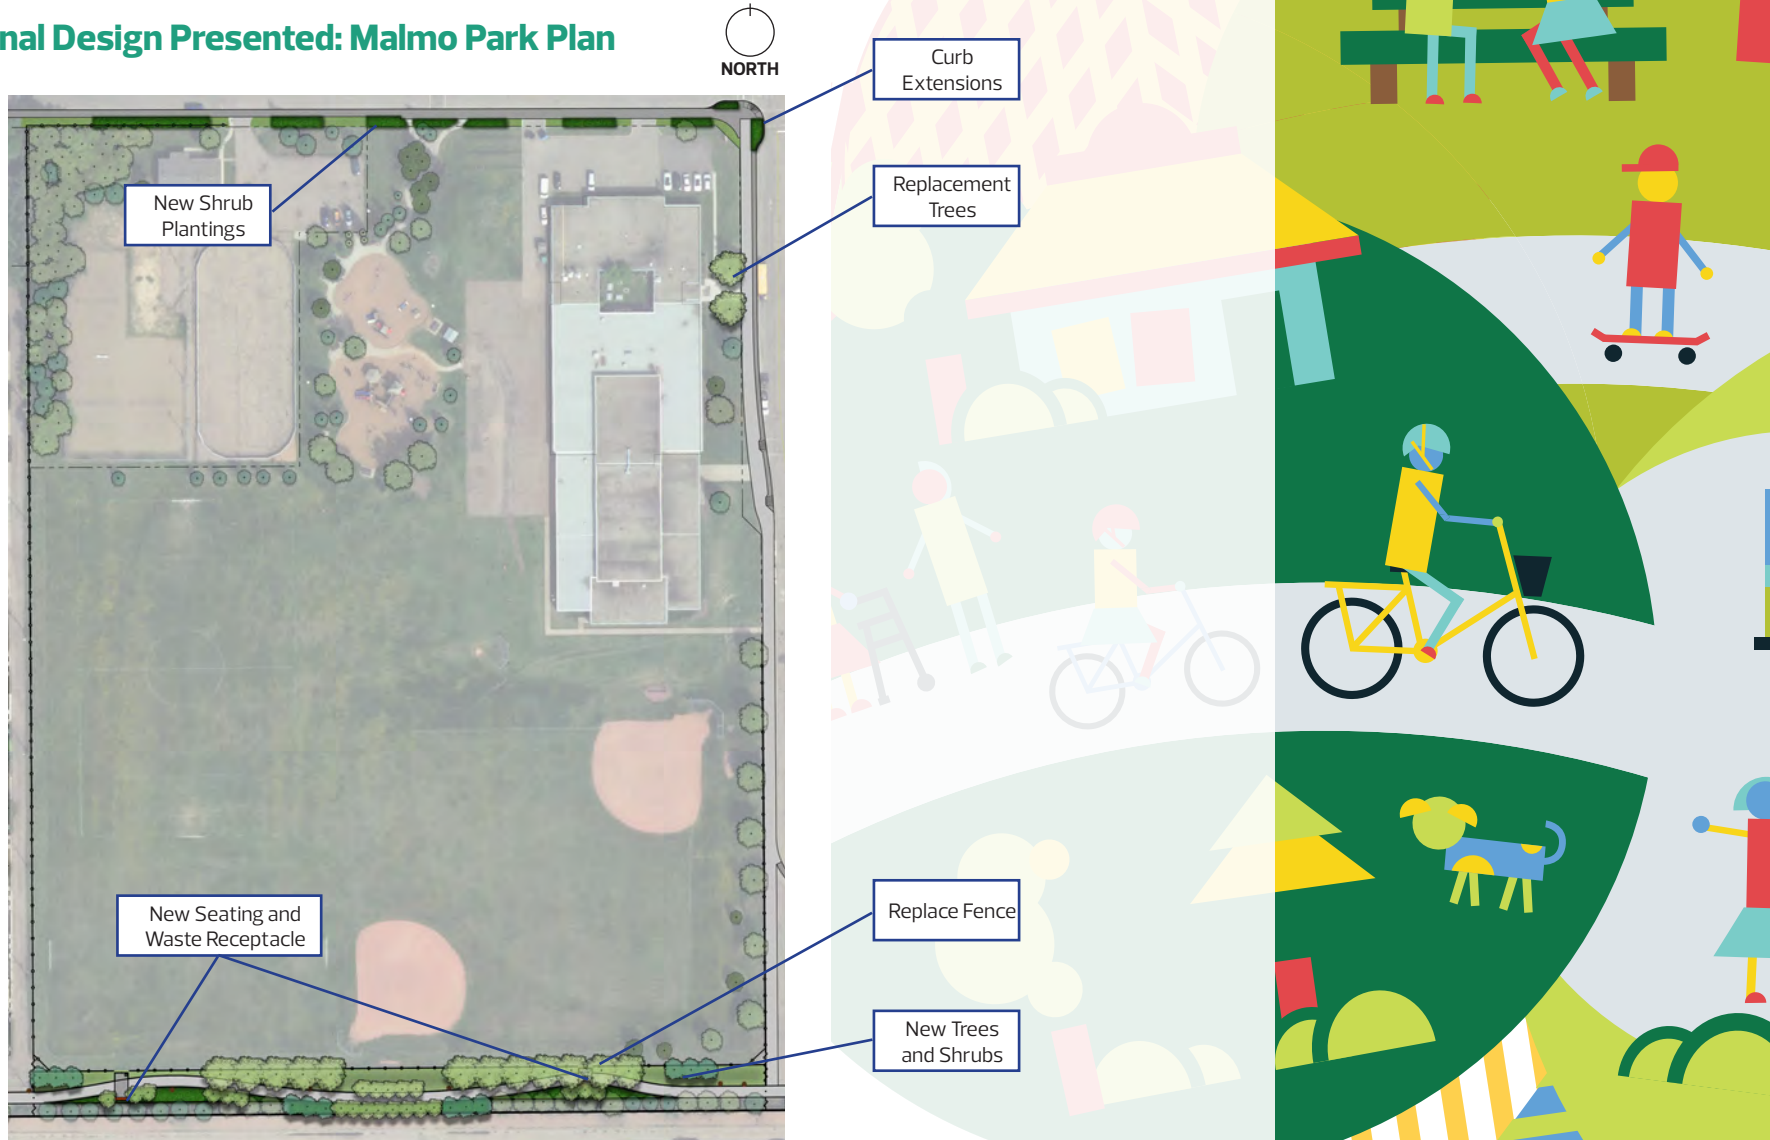 nal Design Presented: Malmo Park Plan
NORTH
Curb
Extensions
Replacement
Trees
New Shrub
Plantings
New Seating and
Waste Receptacle
Replace Fence
New Trees
and Shrubs